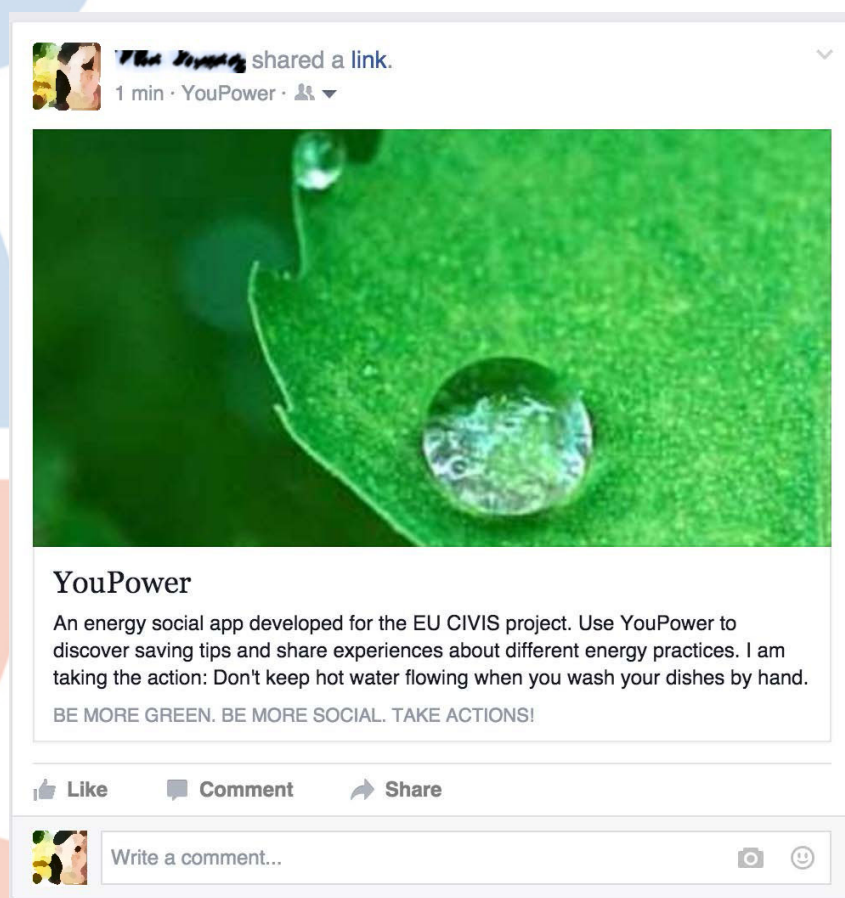 shared a link.
1 min · YouPower ·
YouPower
An energy social app developed for the EU CIVIS project. Use YouPower to
discover saving tips and share experiences about different energy practices. I am
taking the action: Don't keep hot water flowing when you wash your dishes by hand.
BE MORE GREEN. BE MORE SOCIAL. TAKE ACTIONS!
Like Comment Share
Write a comment...